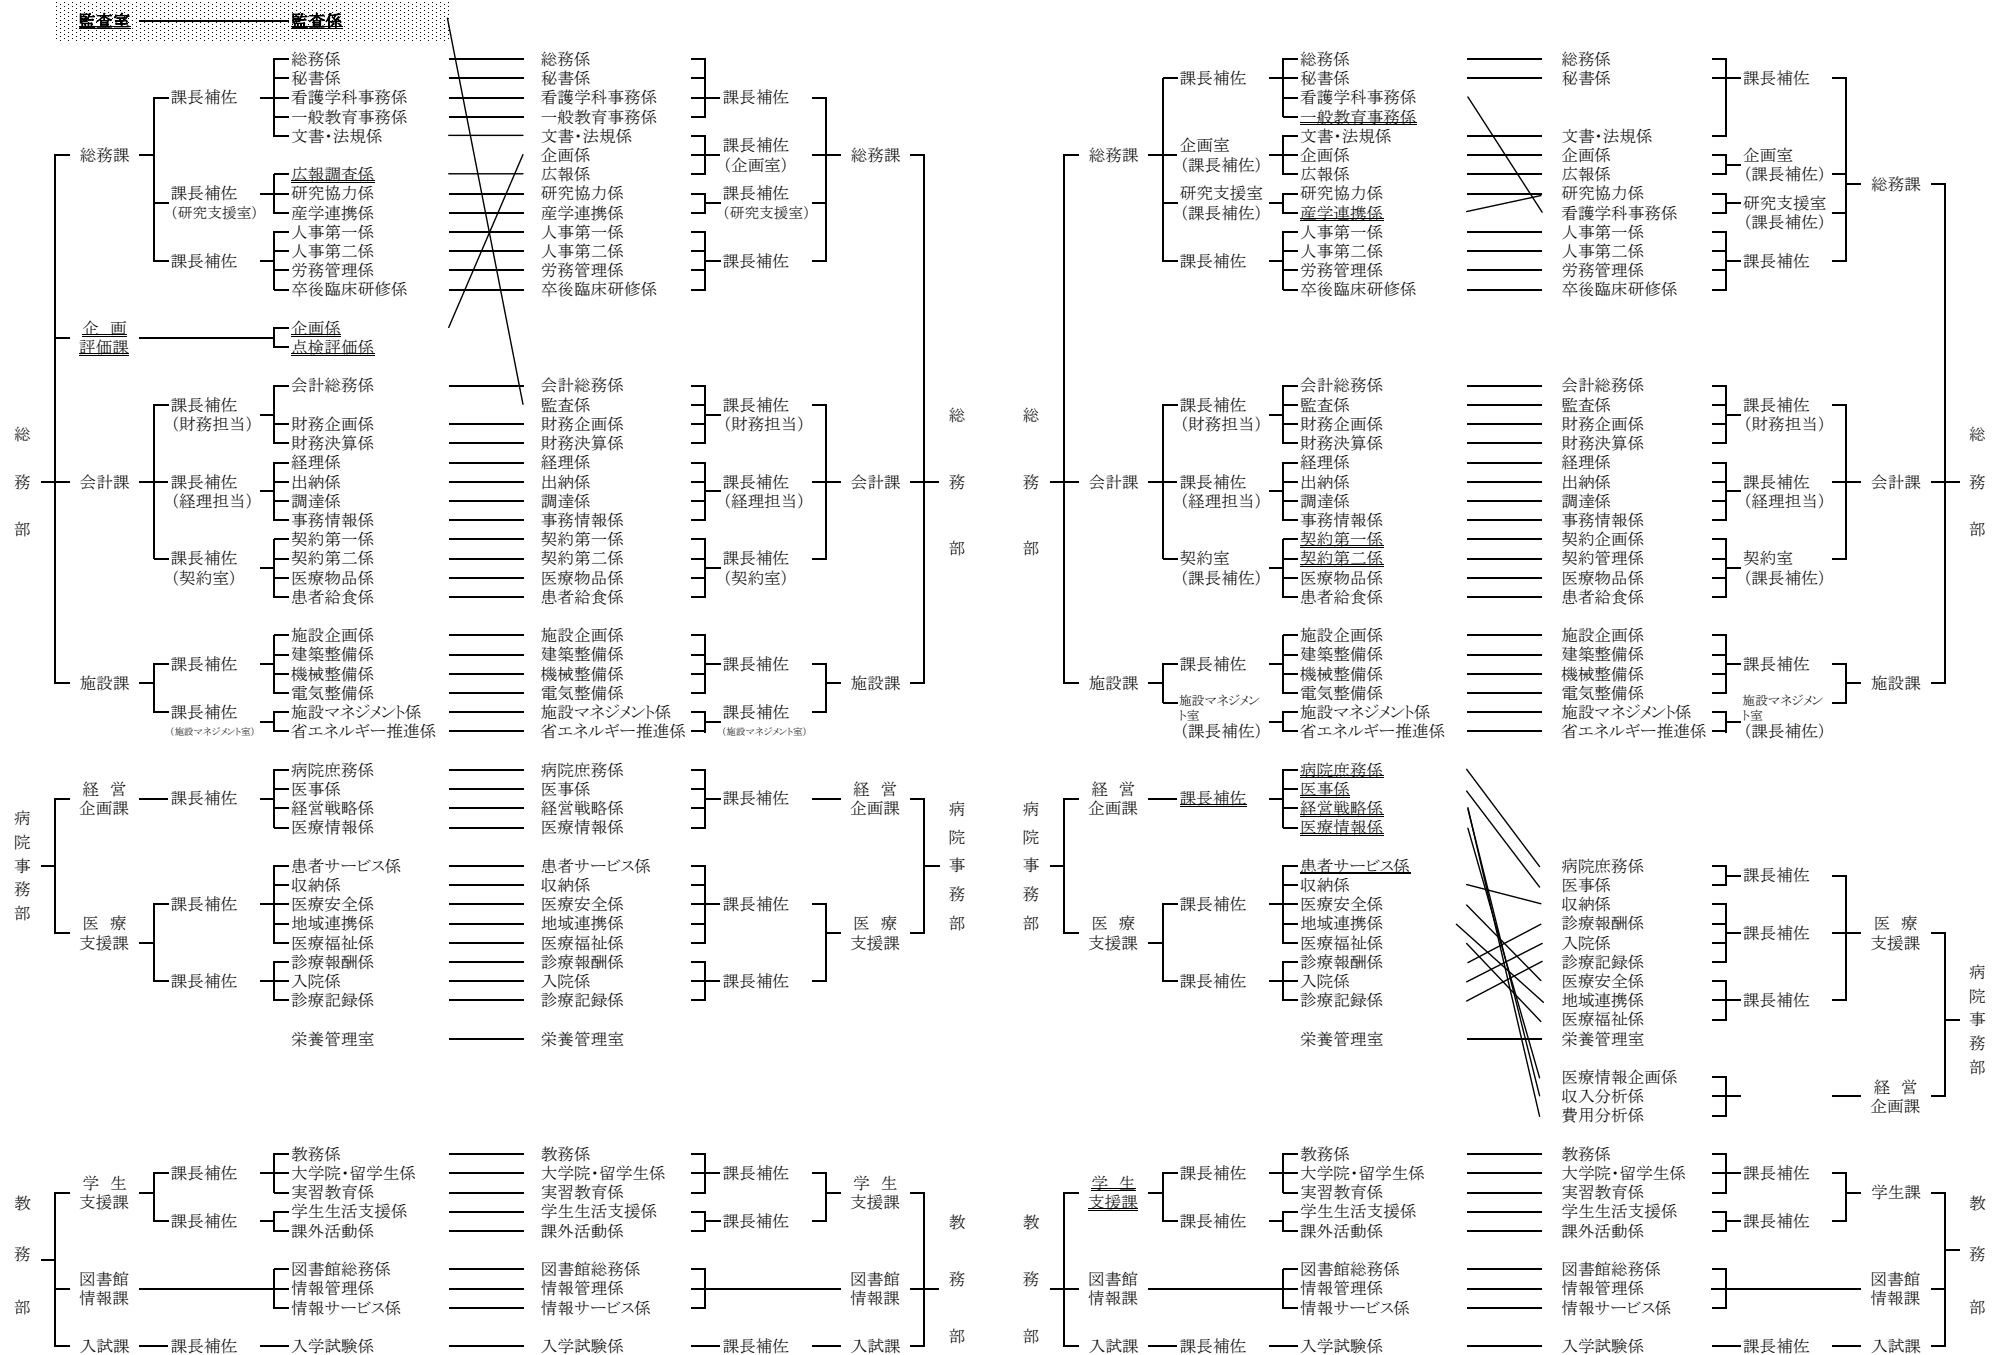 監査室 監査係
総務部
総務課
課長補佐
総務係
秘書係
看護学科事務係
一般教育事務係
文書・法規係
課長補佐
（研究支援室）
広報調査係
研究協力係
産学連携係
課長補佐
人事第一係
人事第二係
労務管理係
卒後臨床研修係
企　画
評価課
企画係
点検評価係
会計課
課長補佐
（財務担当）
会計総務係
財務企画係
財務決算係
課長補佐
（経理担当）
経理係
出納係
調達係
事務情報係
課長補佐
（契約室）
契約第一係
契約第二係
医療物品係
患者給食係
施設課
課長補佐
施設企画係
建築整備係
機械整備係
電気整備係
課長補佐
（施設マネジメント室）
施設マネジメント係
省エネルギー推進係
病院事務部
経　営
企画課
課長補佐
病院庶務係
医事係
経営戦略係
医療情報係
医　療
支援課
課長補佐
患者サービス係
収納係
医療安全係
地域連携係
医療福祉係
課長補佐
診療報酬係
入院係
診療記録係
栄養管理室
教務部
学　生
支援課
課長補佐
教務係
大学院・留学生係
実習教育係
課長補佐
学生生活支援係
課外活動係
図書館
情報課
図書館総務係
情報管理係
情報サービス係
入試課
課長補佐
入学試験係
総務係
秘書係
看護学科事務係
一般教育事務係
課長補佐
文書・法規係
企画係
広報係
課長補佐
（企画室）
研究協力係
産学連携係
課長補佐
（研究支援室）
人事第一係
人事第二係
労務管理係
卒後臨床研修係
課長補佐
総務課
会計総務係
監査係
財務企画係
財務決算係
課長補佐
（財務担当）
経理係
出納係
調達係
事務情報係
課長補佐
（経理担当）
契約第一係
契約第二係
医療物品係
患者給食係
課長補佐
（契約室）
会計課
施設企画係
建築整備係
機械整備係
電気整備係
課長補佐
施設マネジメント係
省エネルギー推進係
課長補佐
（施設マネジメント室）
施設課
総務部
病院庶務係
医事係
経営戦略係
医療情報係
課長補佐
経　営
企画課
患者サービス係
収納係
医療安全係
地域連携係
医療福祉係
課長補佐
診療報酬係
入院係
診療記録係
課長補佐
医　療
支援課
栄養管理室
病院事務部
教務係
大学院・留学生係
実習教育係
課長補佐
学生生活支援係
課外活動係
課長補佐
学　生
支援課
図書館総務係
情報管理係
情報サービス係
図書館
情報課
入学試験係
課長補佐
入試課
教務部
総務部
総務課
課長補佐
総務係
秘書係
看護学科事務係
一般教育事務係
企画室
（課長補佐）
文書・法規係
企画係
広報係
研究支援室
（課長補佐）
研究協力係
産学連携係
課長補佐
人事第一係
人事第二係
労務管理係
卒後臨床研修係
会計課
課長補佐
（財務担当）
会計総務係
監査係
財務企画係
財務決算係
課長補佐
（経理担当）
経理係
出納係
調達係
事務情報係
契約室
（課長補佐）
契約第一係
契約第二係
医療物品係
患者給食係
施設課
課長補佐
施設企画係
建築整備係
機械整備係
電気整備係
施設マネジメン
ト室
（課長補佐）
施設マネジメント係
省エネルギー推進係
病院事務部
経　営
企画課
課長補佐
病院庶務係
医事係
経営戦略係
医療情報係
医　療
支援課
課長補佐
患者サービス係
収納係
医療安全係
地域連携係
医療福祉係
課長補佐
診療報酬係
入院係
診療記録係
栄養管理室
教務部
学　生
支援課
課長補佐
教務係
大学院・留学生係
実習教育係
課長補佐
学生生活支援係
課外活動係
図書館
情報課
図書館総務係
情報管理係
情報サービス係
入試課
課長補佐
入学試験係
総務係
秘書係
文書・法規係
課長補佐
企画係
広報係
企画室
（課長補佐）
研究協力係
看護学科事務係
研究支援室
（課長補佐）
人事第一係
人事第二係
労務管理係
卒後臨床研修係
課長補佐
総務課
会計総務係
監査係
財務企画係
財務決算係
課長補佐
（財務担当）
経理係
出納係
調達係
事務情報係
課長補佐
（経理担当）
契約企画係
契約管理係
医療物品係
患者給食係
契約室
（課長補佐）
会計課
施設企画係
建築整備係
機械整備係
電気整備係
課長補佐
施設マネジメント係
省エネルギー推進係
施設マネジメン
ト室
（課長補佐）
施設課
総務部
病院庶務係
医事係
課長補佐
収納係
診療報酬係
入院係
診療記録係
課長補佐
医療安全係
地域連携係
医療福祉係
課長補佐
医　療
支援課
栄養管理室
医療情報企画係
収入分析係
費用分析係
経　営
企画課
病院事務部
教務係
大学院・留学生係
実習教育係
課長補佐
学生生活支援係
課外活動係
課長補佐
学生課
図書館総務係
情報管理係
情報サービス係
図書館
情報課
入学試験係
課長補佐
入試課
教務部